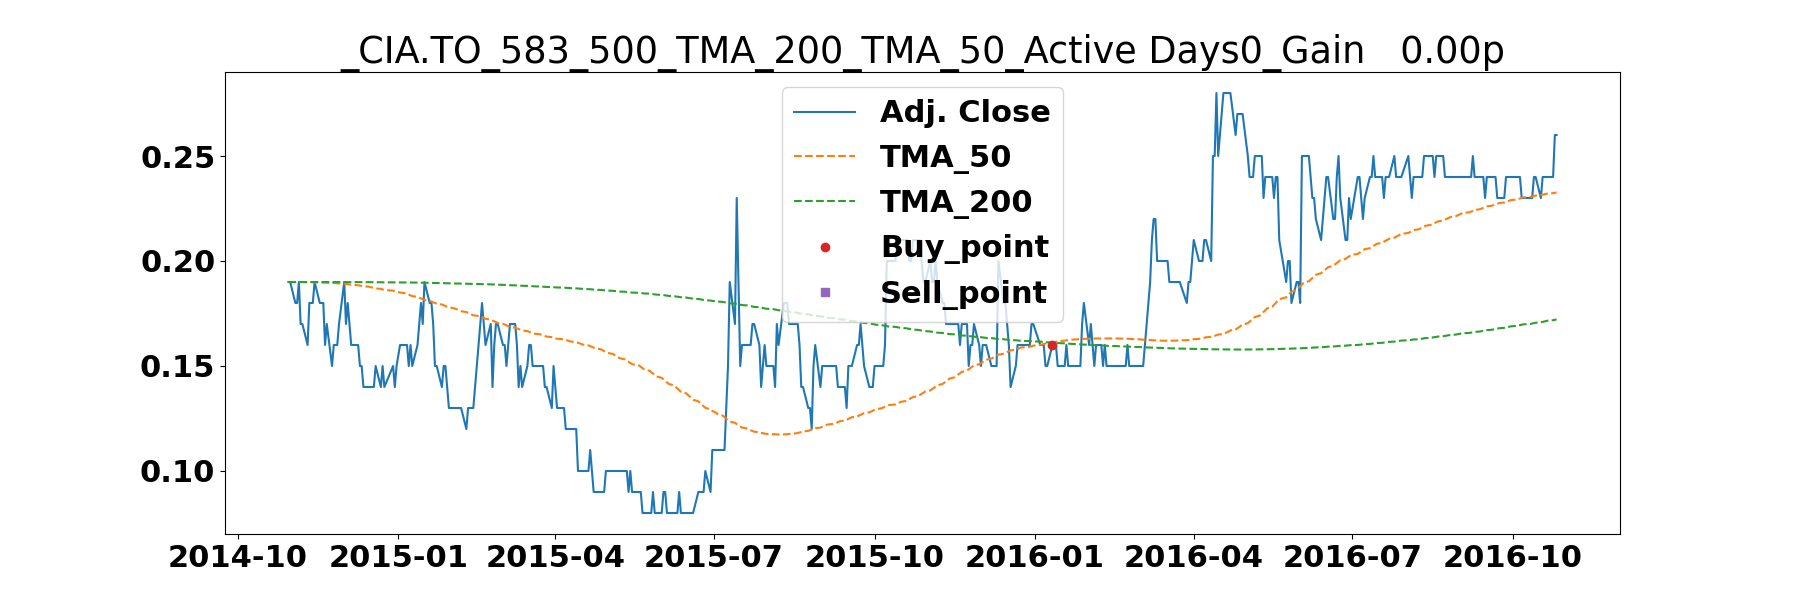 _CIA.TO_583_500_TMA_200_TMA_50_Active Days0_Gain   0.00p
Adj. Close
TMA_50
TMA_200
Buy_point
Sell_point
0.25
0.20
0.15
0.10
2014-10 2015-01 2015-04 2015-07 2015-10 2016-01 2016-04 2016-07 2016-10